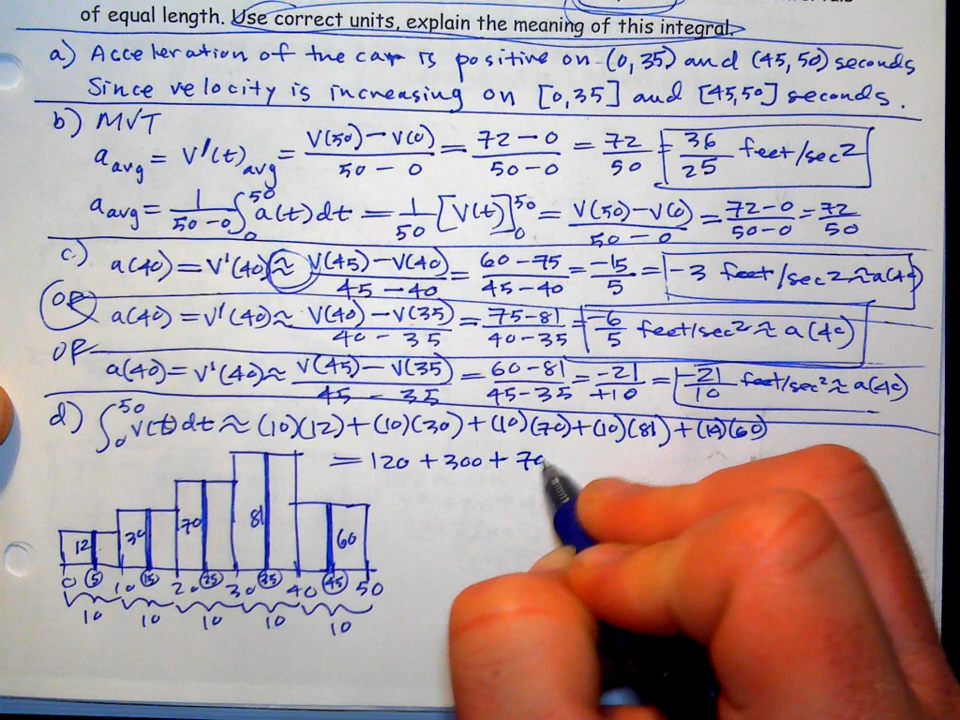 of equal length. Use correct units, explain the meaning of this integral.
a) Acceleration of the car is positive on (0, 35) and (45, 50) seconds
Since velocity is increasing on [0,35] and [45,50] seconds.
b) MVT
a avg = V'(t) avg = V(50)-V(0) / 50-0 = 72-0 / 50-0 = 72/50 = 36/25 feet/sec²
a avg = 1/50-0 ∫₀⁵⁰ a(t)dt = 1/50 [V(t)]₀⁵⁰ = V(50)-V(0) / 50-0 = 72-0 / 50-0 = 72/50
c.) a(40) = V'(40) ≈ V(45)-V(40) / 45-40 = 60-75 / 45-40 = -15/5 = -3 feet/sec² ≈ a(40)
OR a(40) = V'(40) ≈ V(40)-V(35) / 40-35 = 75-81 / 40-35 = -6/5 feet/sec² ≈ a(40)
OR a(40) = V'(40) ≈ V(45)-V(35) / 45-35 = 60-81 / 45-35 = -21/+10 = -21/10 feet/sec² ≈ a(40)
d) ∫₀⁵⁰ V(t)dt ≈ (10)(12)+(10)(30)+(10)(70)+(10)(81)+(10)(60)
= 120 + 300 + 70
12 30 70 81 60
0 5 10 15 20 25 30 35 40 45 50
10 10 10 10 10